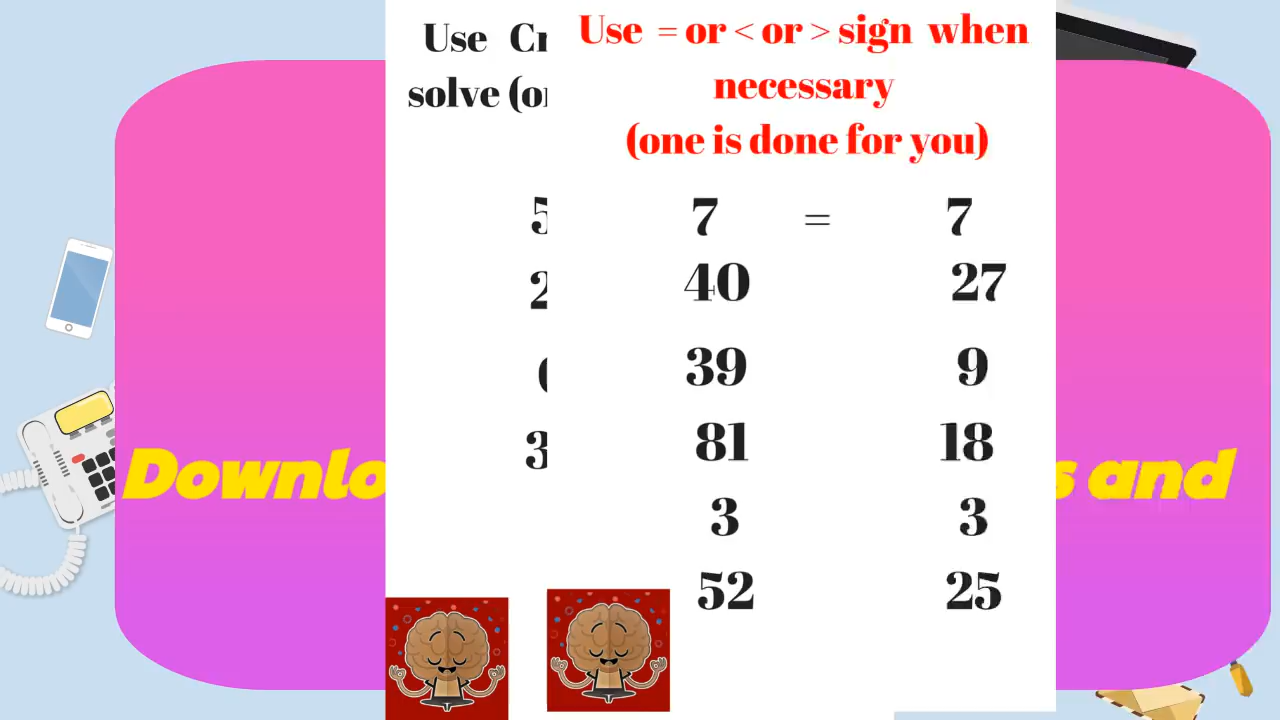 Use
solve
Use = or < or > sign when
necessary
(one is done for you)
7 = 7
40 27
39 9
81 18
3 3
52 25
and